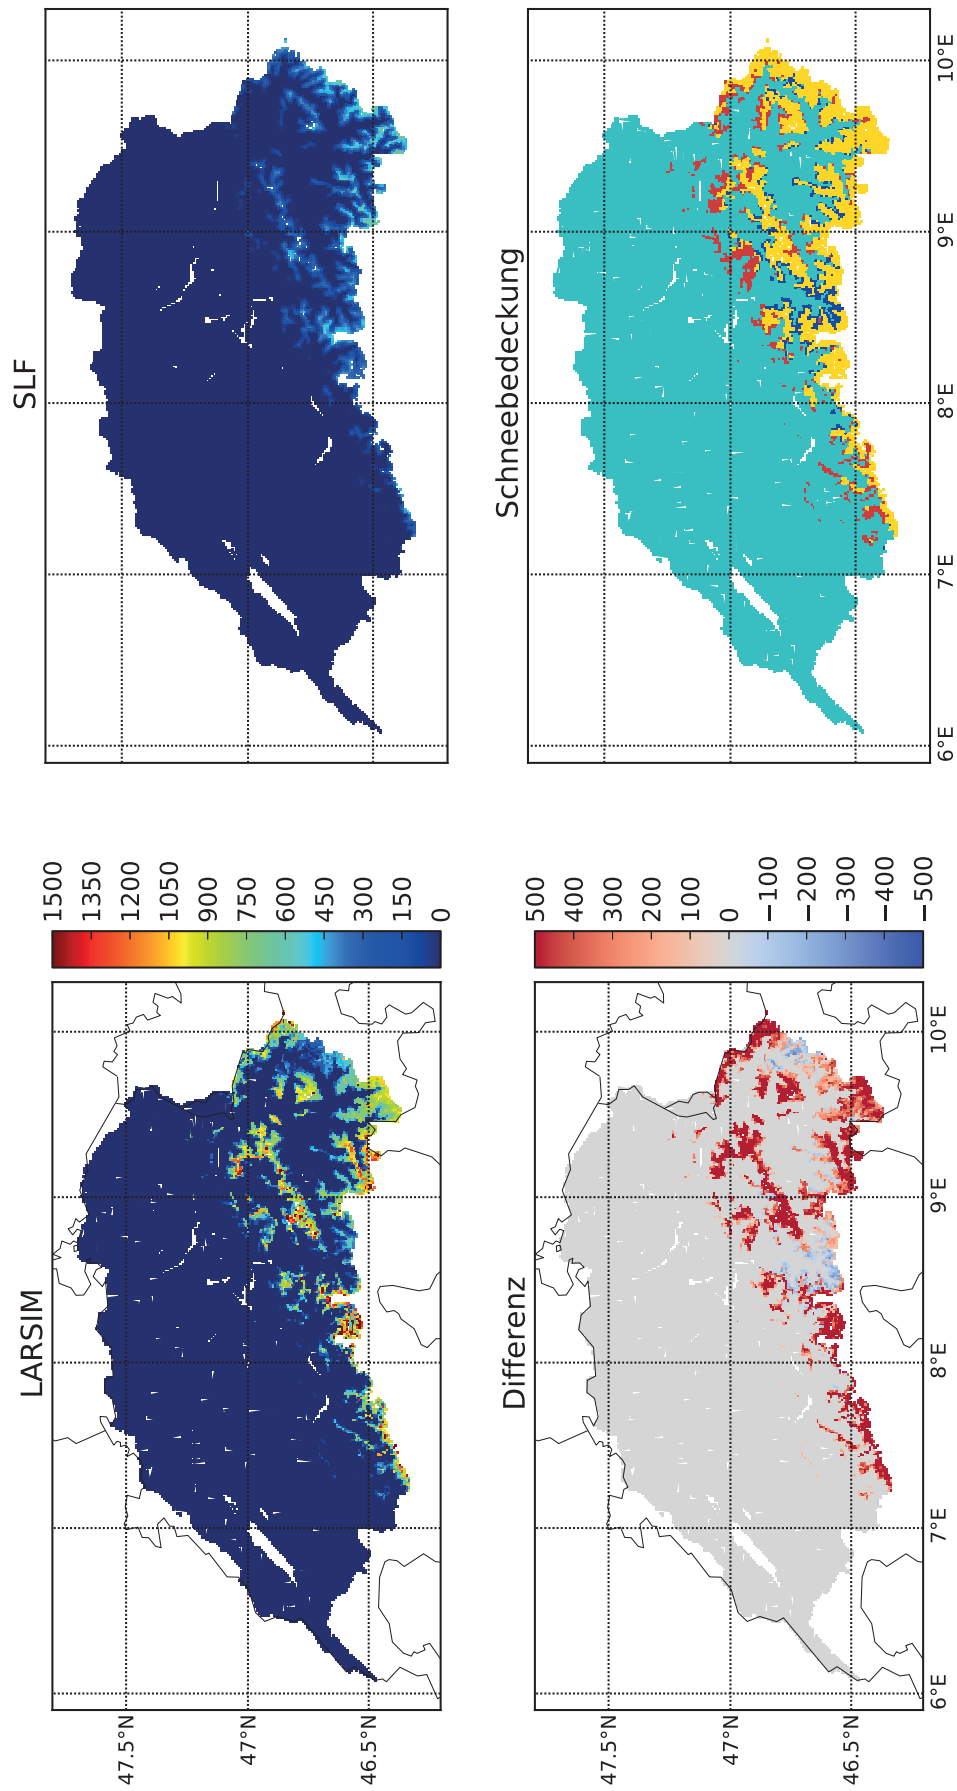 LARSIM
SLF
47.5°N
47°N
46.5°N
1500
1350
1200
1050
900
750
600
450
300
150
0
Differenz
Schneebedeckung
47.5°N
47°N
46.5°N
6°E
7°E
8°E
9°E
10°E
500
400
300
200
100
0
−100
−200
−300
−400
−500
6°E
7°E
8°E
9°E
10°E